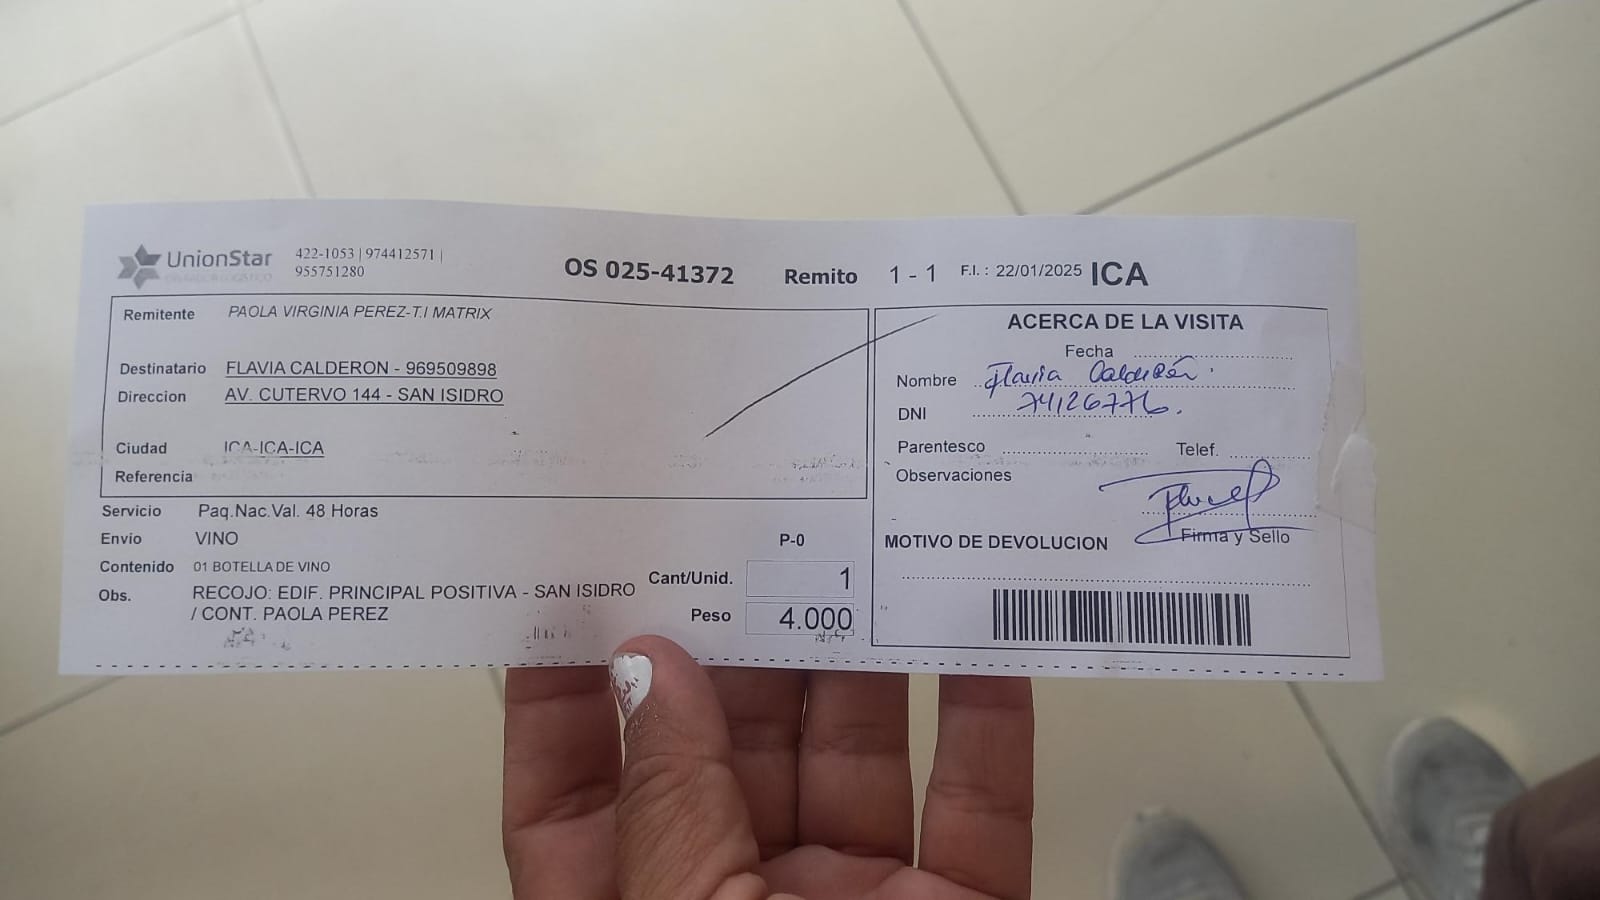 UnionStar
OPERADOR LOGISTICO
422-1053 | 974412571 |
955751280
OS 025-41372
Remito 1 - 1
F.I. : 22/01/2025 ICA
Remitente PAOLA VIRGINIA PEREZ-T.I MATRIX
Destinatario FLAVIA CALDERON - 969509898
Direccion AV. CUTERVO 144 - SAN ISIDRO
Ciudad ICA-ICA-ICA
Referencia
Servicio Paq.Nac.Val. 48 Horas
Envio VINO
Contenido 01 BOTELLA DE VINO
Obs. RECOJO: EDIF. PRINCIPAL POSITIVA - SAN ISIDRO
/ CONT. PAOLA PEREZ
P-0
Cant/Unid. 1
Peso 4.000
ACERCA DE LA VISITA
Fecha
Nombre Flavia Calderón.
DNI 74126776.
Parentesco Telef.
Observaciones
Firma y Sello
MOTIVO DE DEVOLUCION